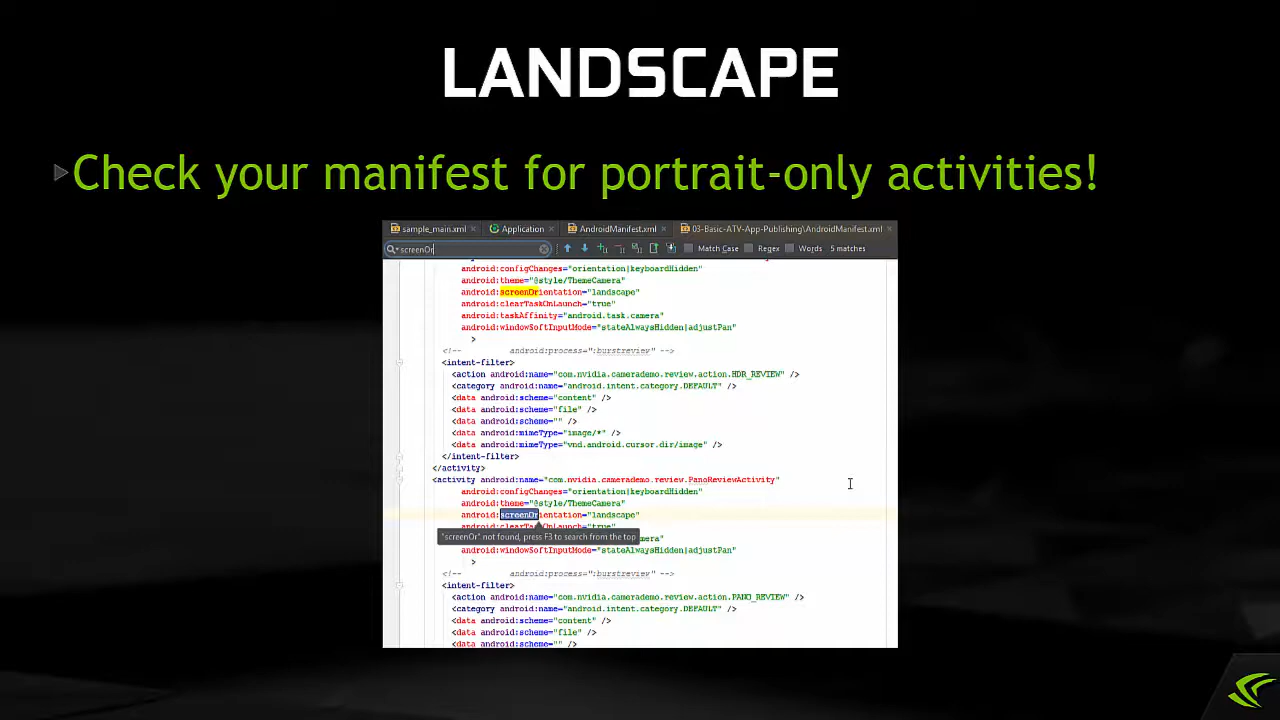 LANDSCAPE
Check your manifest for portrait-only activities!
sample_main.xml Application AndroidManifest.xml 03-Basic-ATV-App-Publishing\AndroidManifest.xml
screenOr Match Case Regex Words 5 matches
android:configChanges="orientation|keyboardHidden"
android:theme="@style/ThemeCamera"
android:screenOrientation="landscape"
android:clearTaskOnLaunch="true"
android:taskAffinity="android.task.camera"
android:windowSoftInputMode="stateAlwaysHidden|adjustPan"
>
<!-- android:process=":burstreview" -->
<intent-filter>
<action android:name="com.nvidia.camerademo.review.action.HDR_REVIEW" />
<category android:name="android.intent.category.DEFAULT" />
<data android:scheme="content" />
<data android:scheme="file" />
<data android:scheme="" />
<data android:mimeType="image/*" />
<data android:mimeType="vnd.android.cursor.dir/image" />
</intent-filter>
</activity>
<activity android:name="com.nvidia.camerademo.review.PanoReviewActivity"
android:configChanges="orientation|keyboardHidden"
android:theme="@style/ThemeCamera"
android:screenOrientation="landscape"
android:clearTaskOnLaunch="true"
"screenOr" not found, press F3 to search from the top
android:windowSoftInputMode="stateAlwaysHidden|adjustPan"
>
<!-- android:process=":burstreview" -->
<intent-filter>
<action android:name="com.nvidia.camerademo.review.action.PANO_REVIEW" />
<category android:name="android.intent.category.DEFAULT" />
<data android:scheme="content" />
<data android:scheme="file" />
<data android:scheme="" />